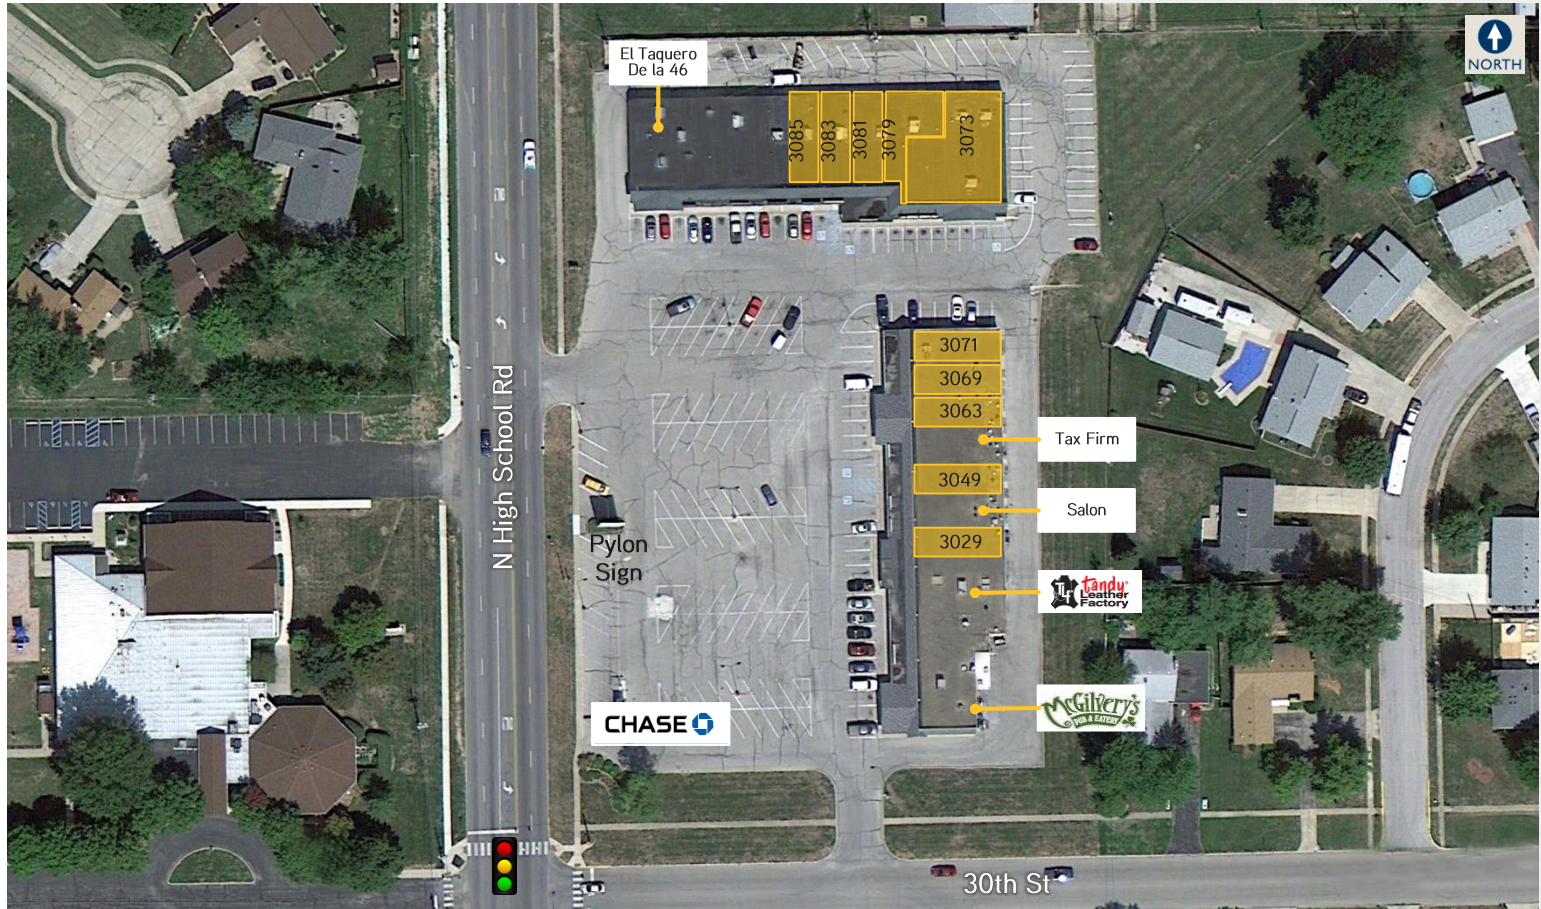 NORTH
El Taquero
De la 46
3085
3083
3081
3079
3073
3071
3069
3063
Tax Firm
3049
Salon
3029
N High School Rd
Pylon
Sign
TLF tandy
Leather
Factory
McGilvery's
PUB & EATERY
CHASE
30th St